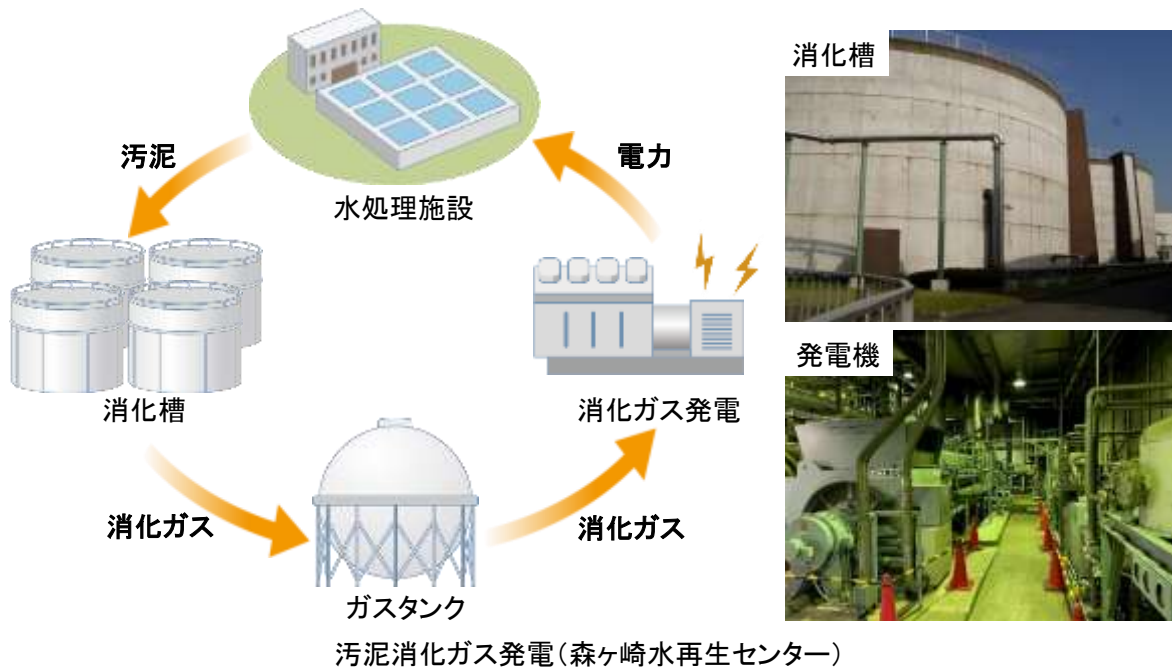 水処理施設
汚泥
電力
消化槽
消化ガス発電
消化ガス
消化ガス
ガスタンク
消化槽
発電機
汚泥消化ガス発電(森ヶ崎水再生センター)